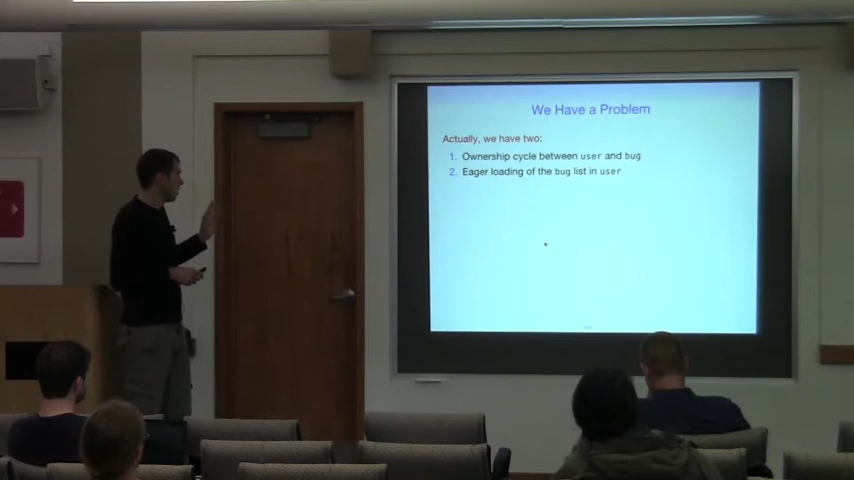 We Have a Problem
Actually, we have two:
1. Ownership cycle between user and bug
2. Eager loading of the bug list in user